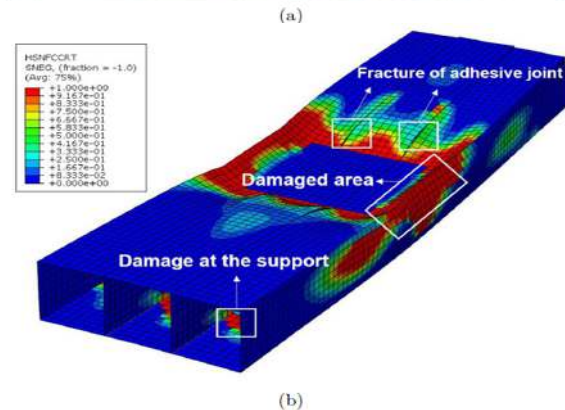 (a)
HSNFCCRT
SNEG, (fraction = -1.0)
(Avg: 75%)
+1.000e+00
+9.167e-01
+8.333e-01
+7.500e-01
+6.667e-01
+5.833e-01
+5.000e-01
+4.167e-01
+3.333e-01
+2.500e-01
+1.667e-01
+8.333e-02
+0.000e+00
Fracture of adhesive joint
Damaged area
Damage at the support
(b)